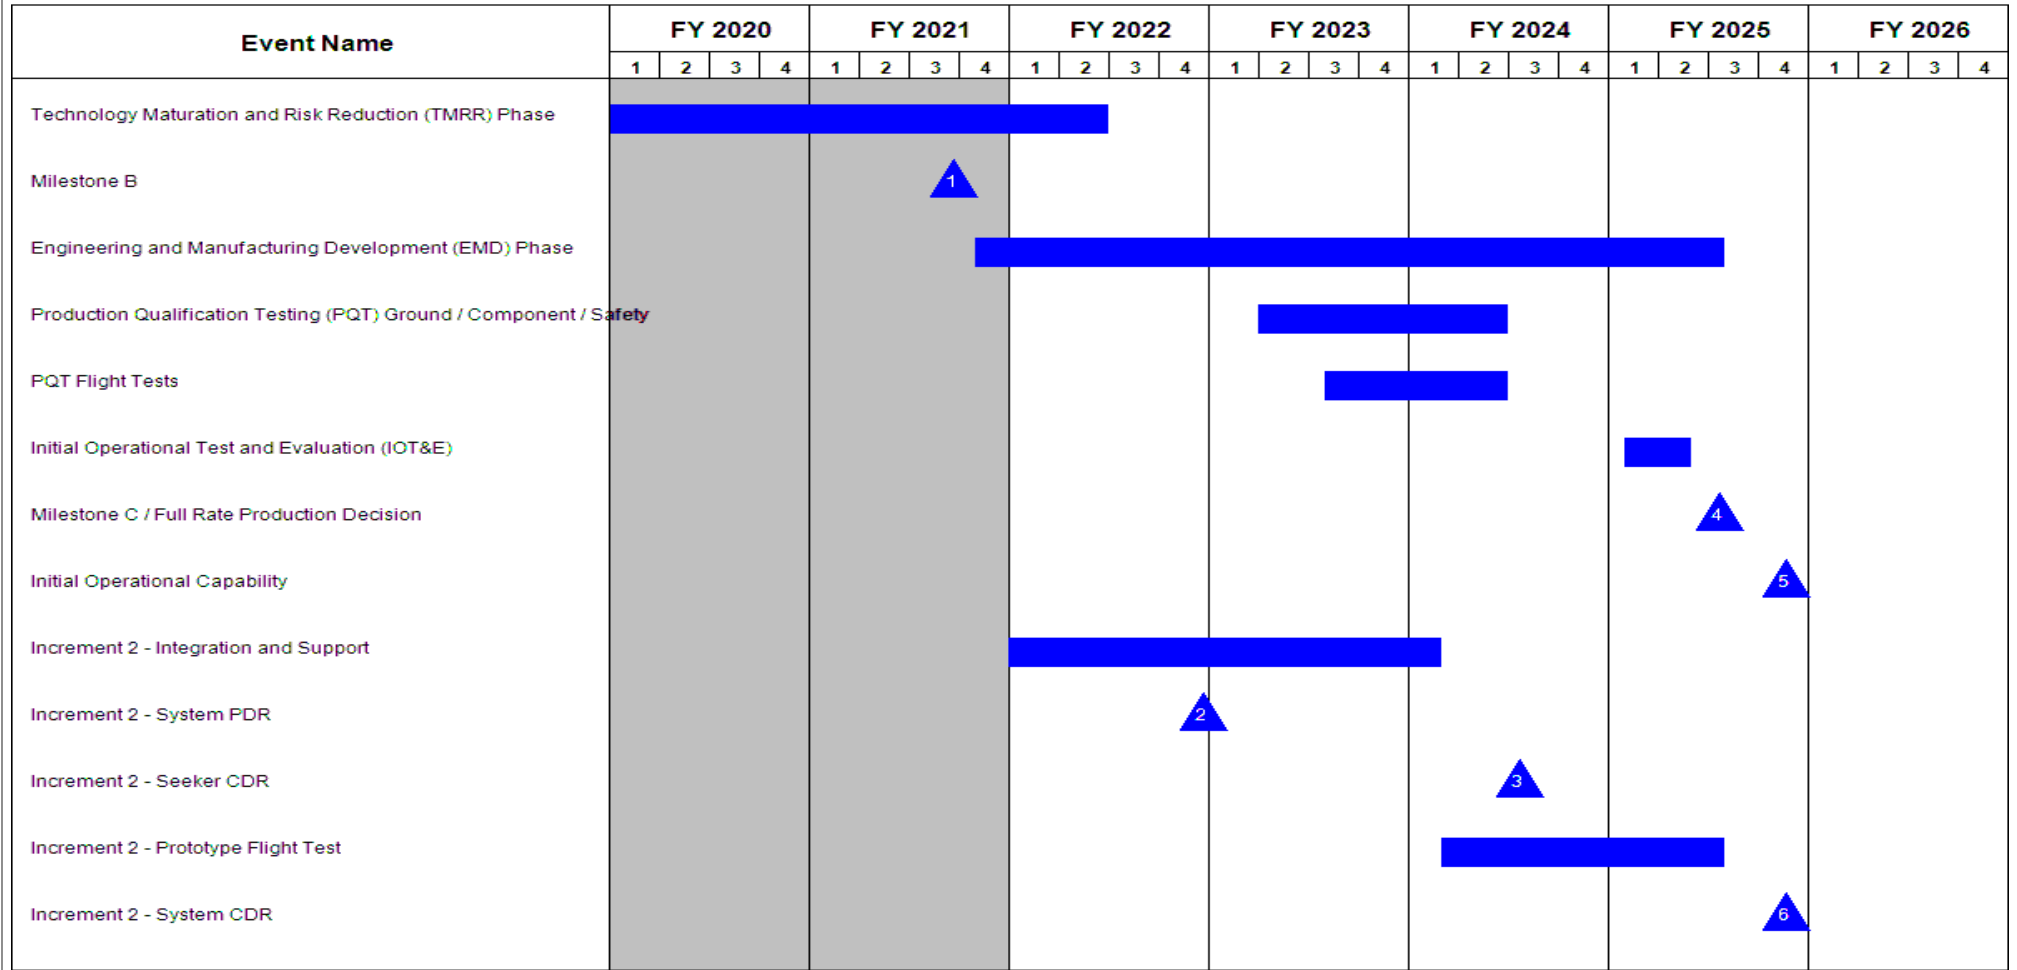 Event Name
FY 2020 FY 2021 FY 2022 FY 2023 FY 2024 FY 2025 FY 2026
1 2 3 4 1 2 3 4 1 2 3 4 1 2 3 4 1 2 3 4 1 2 3 4 1 2 3 4
Technology Maturation and Risk Reduction (TMRR) Phase
Milestone B 1
Engineering and Manufacturing Development (EMD) Phase
Production Qualification Testing (PQT) Ground / Component / Safety
PQT Flight Tests
Initial Operational Test and Evaluation (IOT&E)
Milestone C / Full Rate Production Decision 4
Initial Operational Capability 5
Increment 2 - Integration and Support
Increment 2 - System PDR 2
Increment 2 - Seeker CDR 3
Increment 2 - Prototype Flight Test
Increment 2 - System CDR 6